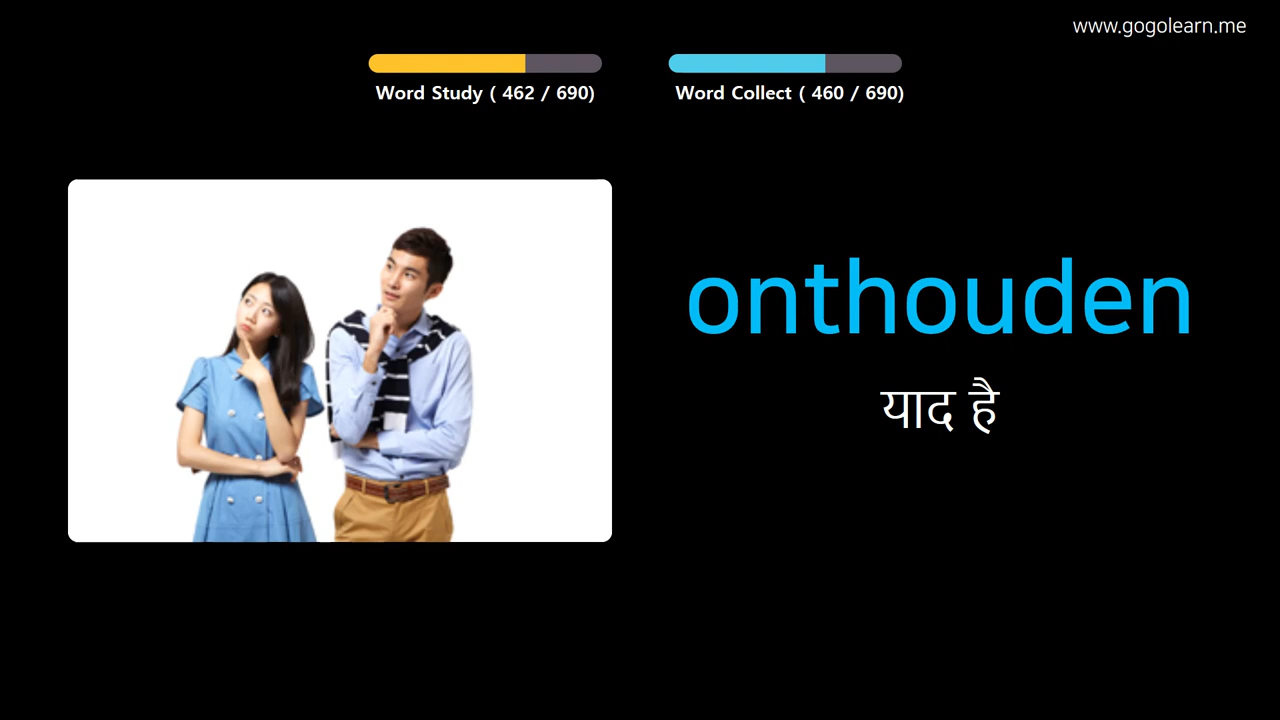 www.gogolearn.me
Word Study ( 462 / 690)
Word Collect ( 460 / 690)
onthouden
याद है